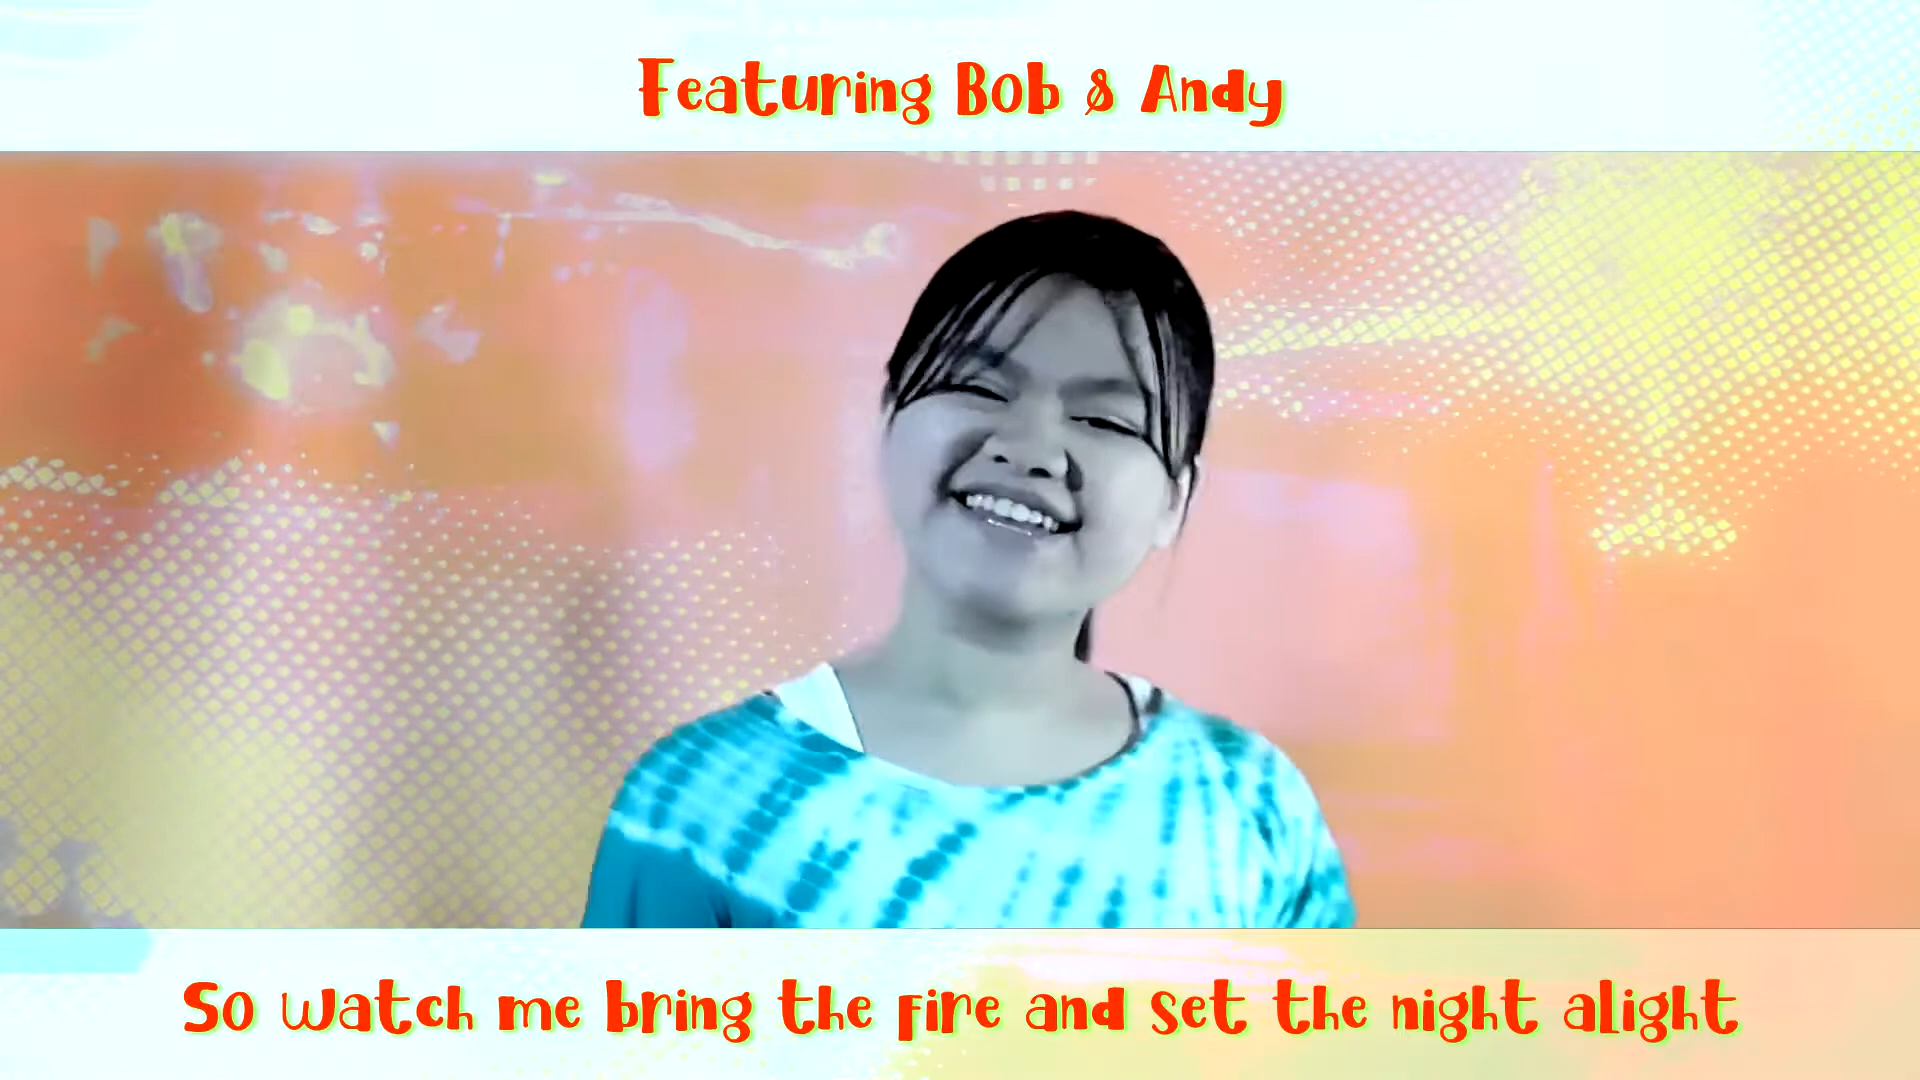 Featuring Bob & Andy
So watch me bring the fire and set the night alight